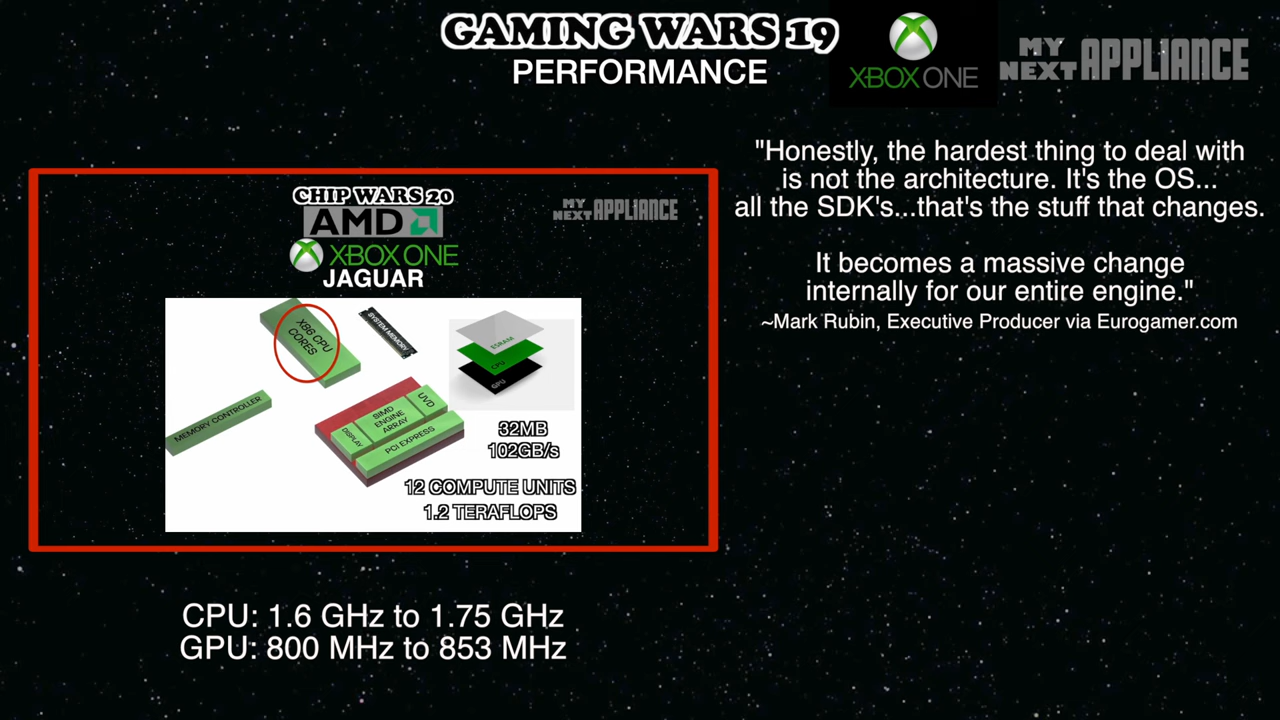 GAMING WARS 19
PERFORMANCE
XBOX ONE
MY NEXT APPLIANCE
"Honestly, the hardest thing to deal with
is not the architecture. It's the OS...
all the SDK's...that's the stuff that changes.
It becomes a massive change
internally for our entire engine."
~Mark Rubin, Executive Producer via Eurogamer.com
CHIP WARS 20
AMD
XBOX ONE
JAGUAR
MY NEXT APPLIANCE
X86 CPU
CORES
SYSTEM MEMORY
ESRAM
CPU
GPU
MEMORY CONTROLLER
DISPLAY
SIMD
ENGINE
ARRAY
UVD
PCI EXPRESS
32MB
102GB/s
12 COMPUTE UNITS
1.2 TERAFLOPS
CPU: 1.6 GHz to 1.75 GHz
GPU: 800 MHz to 853 MHz